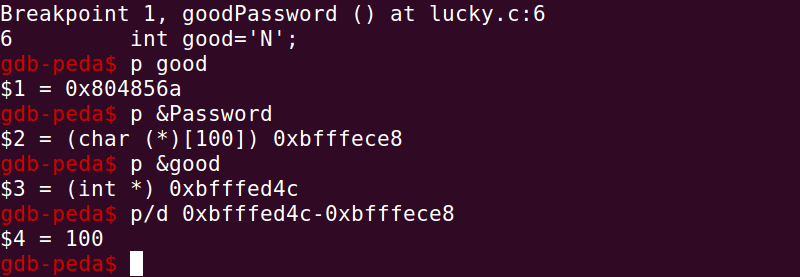 Breakpoint 1, goodPassword () at lucky.c:6
6         int good='N';
gdb-peda$ p good
$1 = 0x804856a
gdb-peda$ p &Password
$2 = (char (*)[100]) 0xbfffece8
gdb-peda$ p &good
$3 = (int *) 0xbfffed4c
gdb-peda$ p/d 0xbfffed4c-0xbfffece8
$4 = 100
gdb-peda$